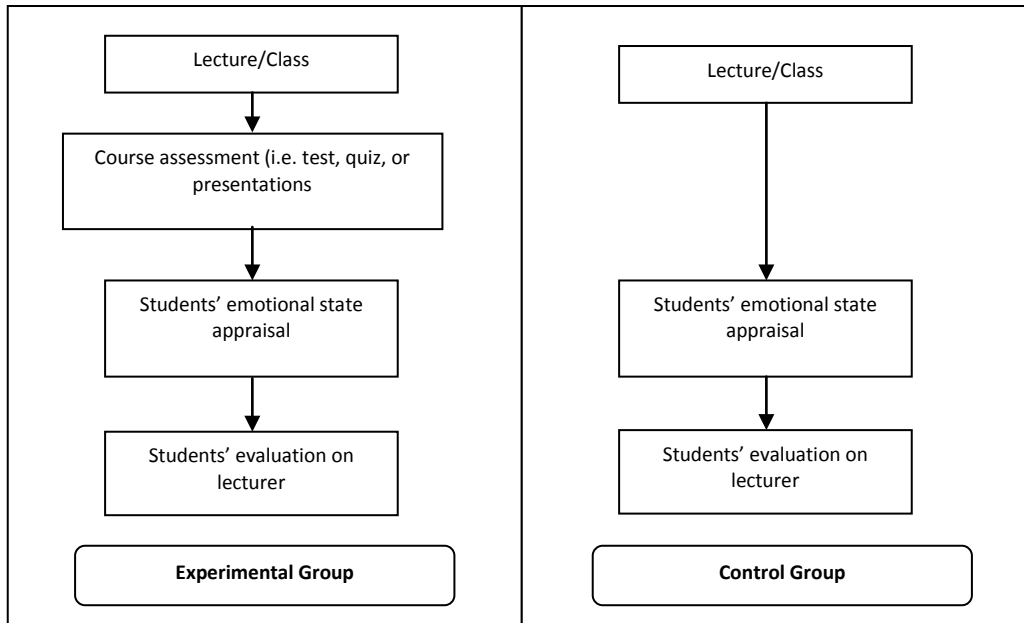 Lecture/Class
Course assessment (i.e. test, quiz, or
presentations
Students’ emotional state
appraisal
Students’ evaluation on
lecturer
Experimental Group
Lecture/Class
Students’ emotional state
appraisal
Students’ evaluation on
lecturer
Control Group